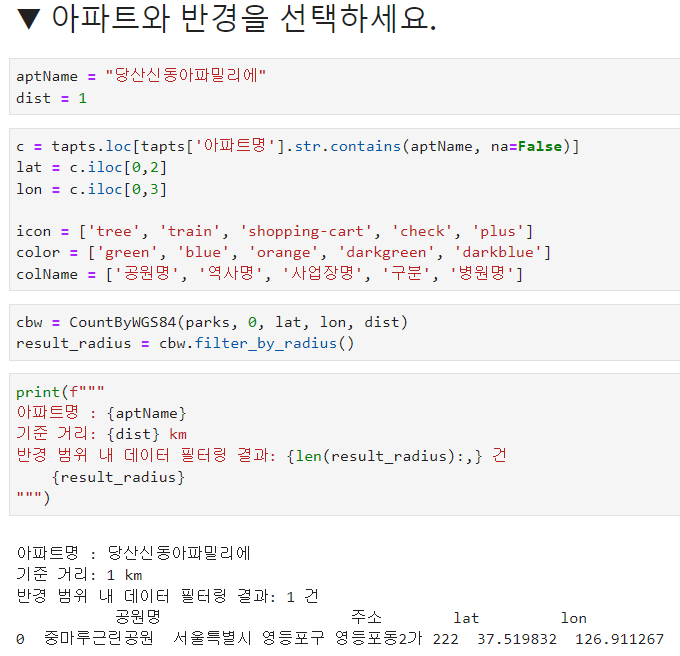 ▼ 아파트와 반경을 선택하세요.
aptName = "당산신동아파밀리에"
dist = 1
c = tapts.loc[tapts['아파트명'].str.contains(aptName, na=False)]
lat = c.iloc[0,2]
lon = c.iloc[0,3]
icon = ['tree', 'train', 'shopping-cart', 'check', 'plus']
color = ['green', 'blue', 'orange', 'darkgreen', 'darkblue']
colName = ['공원명', '역사명', '사업장명', '구분', '병원명']
cbw = CountByWGS84(parks, 0, lat, lon, dist)
result_radius = cbw.filter_by_radius()
print(f"""
아파트명 : {aptName}
기준 거리: {dist} km
반경 범위 내 데이터 필터링 결과: {len(result_radius):,} 건
    {result_radius}
""")
아파트명 : 당산신동아파밀리에
기준 거리: 1 km
반경 범위 내 데이터 필터링 결과: 1 건
공원명 주소 lat lon
0 중마루근린공원 서울특별시 영등포구 영등포동2가 222 37.519832 126.911267